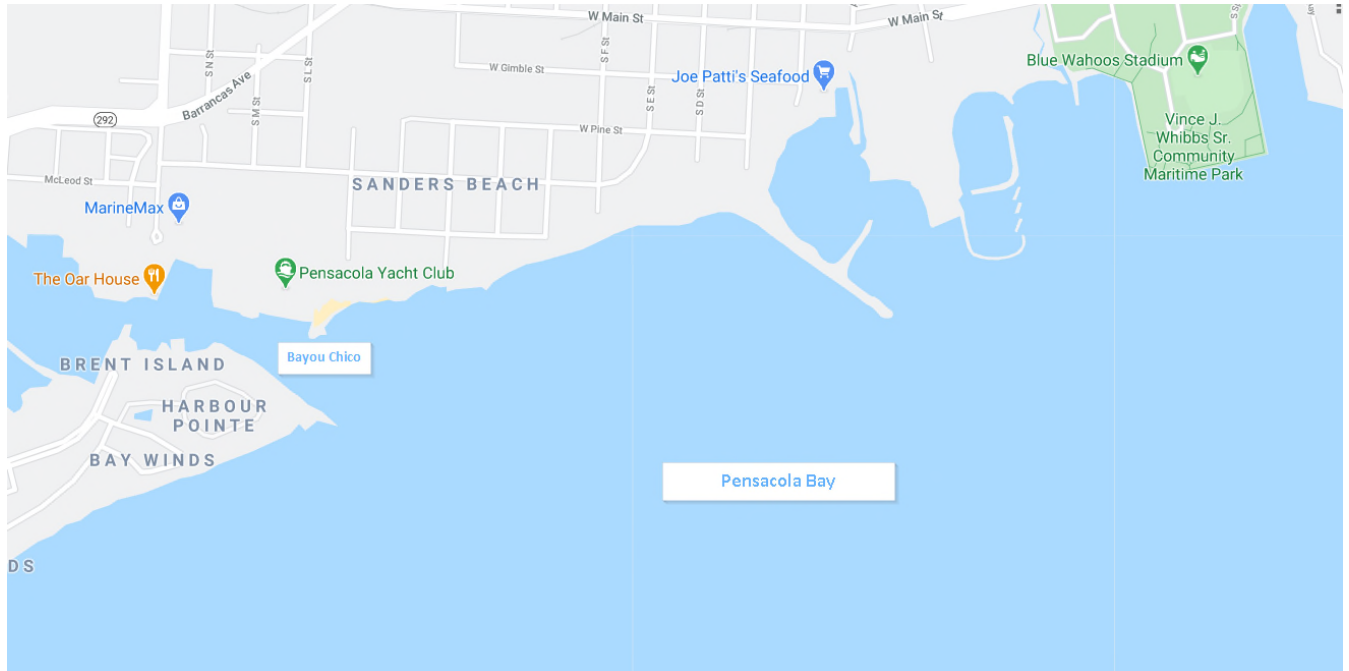 W Main St
W Main St
S Sp
S F St
Blue Wahoos Stadium
S N St
S L St
W Gimble St
Joe Patti's Seafood
Barrancas Ave
S M St
S E St
S D St
292
W Pine St
Vince J.
Whibbs Sr.
Community
Maritime Park
McLeod St
SANDERS BEACH
MarineMax
Pensacola Yacht Club
The Oar House
Bayou Chico
BRENT ISLAND
HARBOUR
POINTE
BAY WINDS
Pensacola Bay
DS